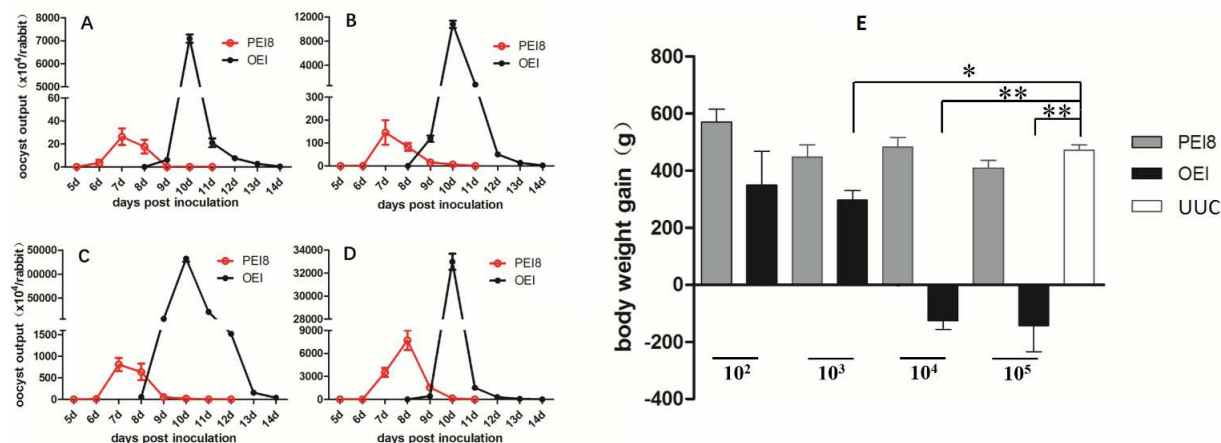 A
8000
7000
6000
5000
60
40
20
0
oocyst output (x10⁴/rabbit)
PEI8
OEI
5d 6d 7d 8d 9d 10d 11d 12d 13d 14d
days post inoculation
B
12000
8000
4000
300
200
100
0
PEI8
OEI
5d 6d 7d 8d 9d 10d 11d 12d 13d 14d
days post inoculation
C
50000
00000
50000
1500
1000
500
0
oocyst output (x10⁴/rabbit)
PEI8
OEI
5d 6d 7d 8d 9d 10d 11d 12d 13d 14d
days post inoculation
D
34000
32000
30000
28000
9000
6000
3000
0
PEI8
OEI
5d 6d 7d 8d 9d 10d 11d 12d 13d 14d
days post inoculation
E
800
600
400
200
0
-200
-400
body weight gain (g)
*
**
**
PEI8
OEI
UUC
10² 10³ 10⁴ 10⁵